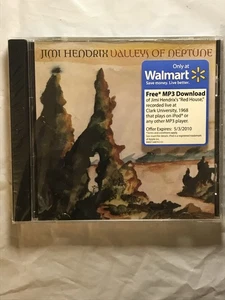 JIMI HENDRIX VALLEYS OF NEPTUNE
Only at
Walmart
Save money. Live better.
Free* MP3 Download
of Jimi Hendrix's "Red House,"
recorded live at
Clark University, 1968
that plays on iPod® or
any other MP3 player.
Offer Expires: 5/3/2010